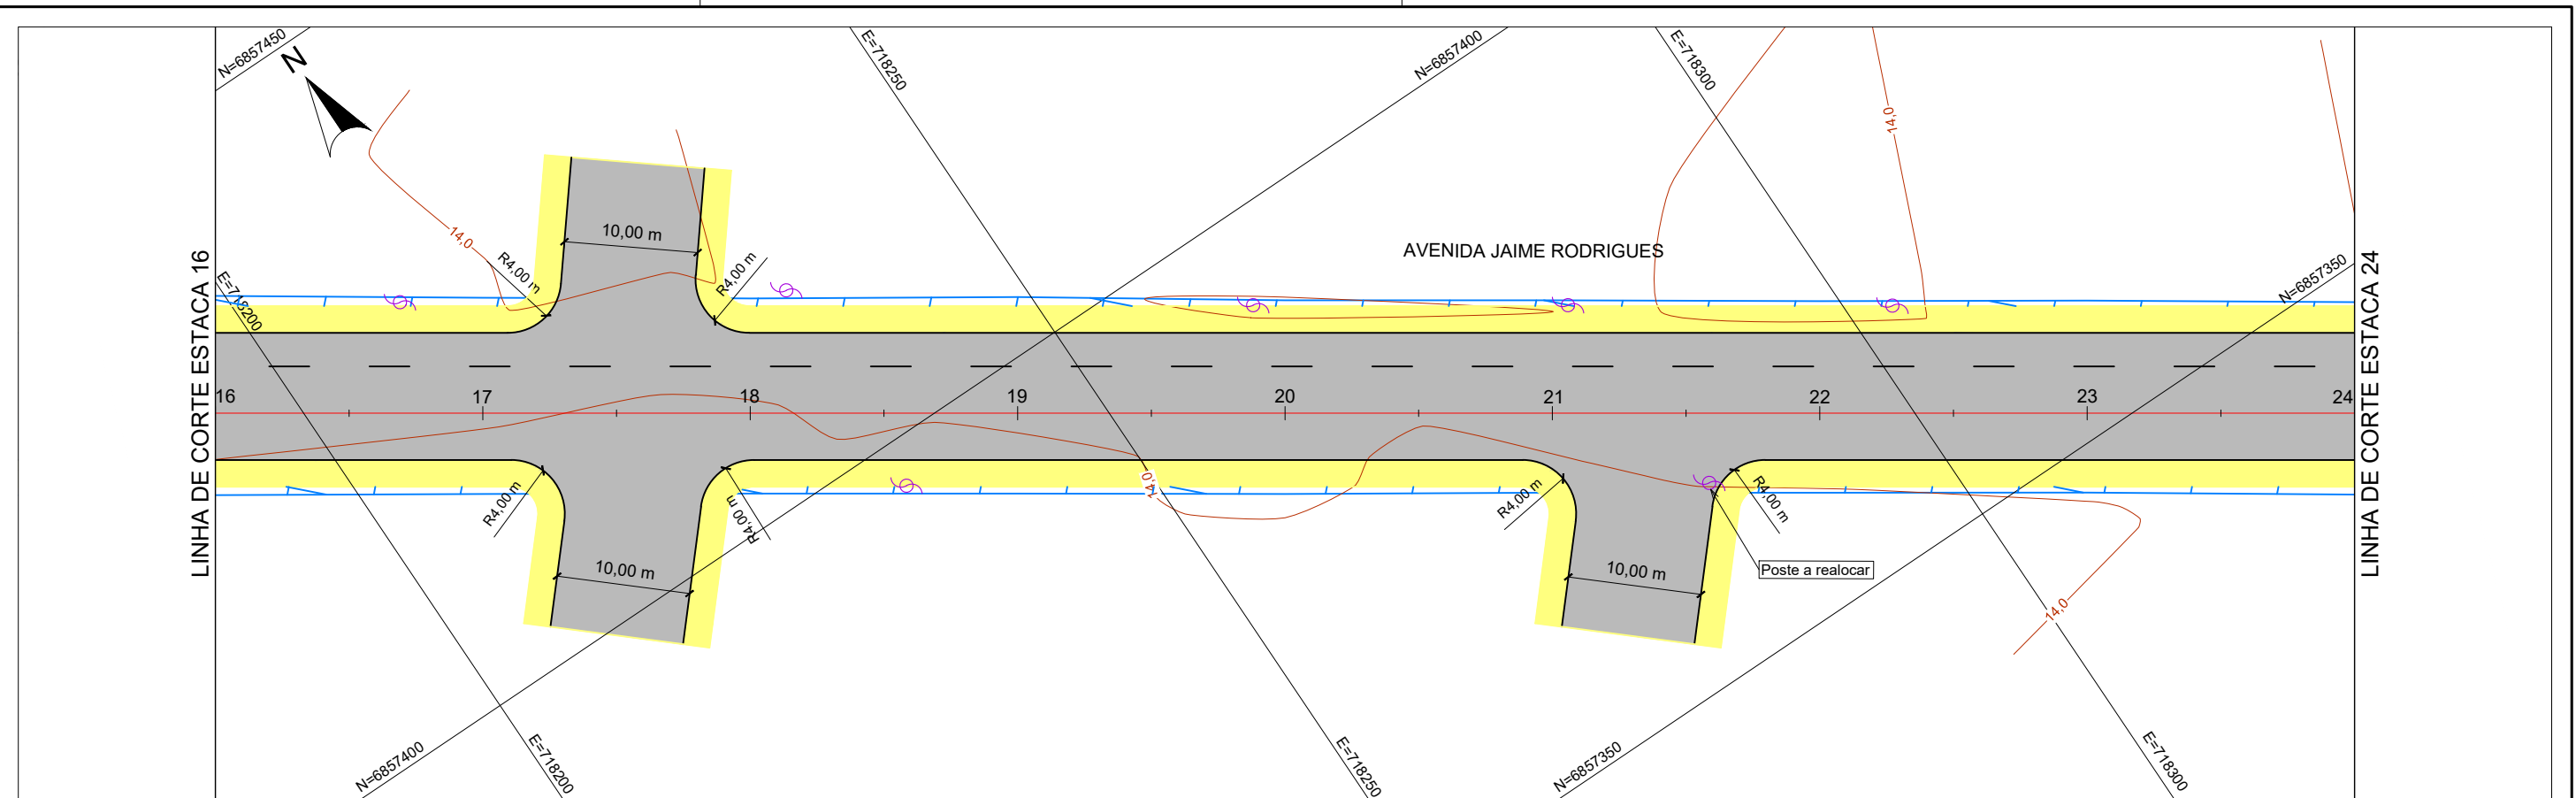 N=6857450
N
E=718250
N=6857400
E=718300
14,0
14,0
10,00 m
R4,00 m
R4,00 m
AVENIDA JAIME RODRIGUES
N=6857350
E=718200
LINHA DE CORTE ESTACA 16
LINHA DE CORTE ESTACA 24
16
17
18
19
20
21
22
23
24
14,0
R4,00 m
R4,00 m
R4,00 m
R4,00 m
10,00 m
10,00 m
Poste a realocar
14,0
N=6857400
E=718200
E=718250
N=6857350
E=718300